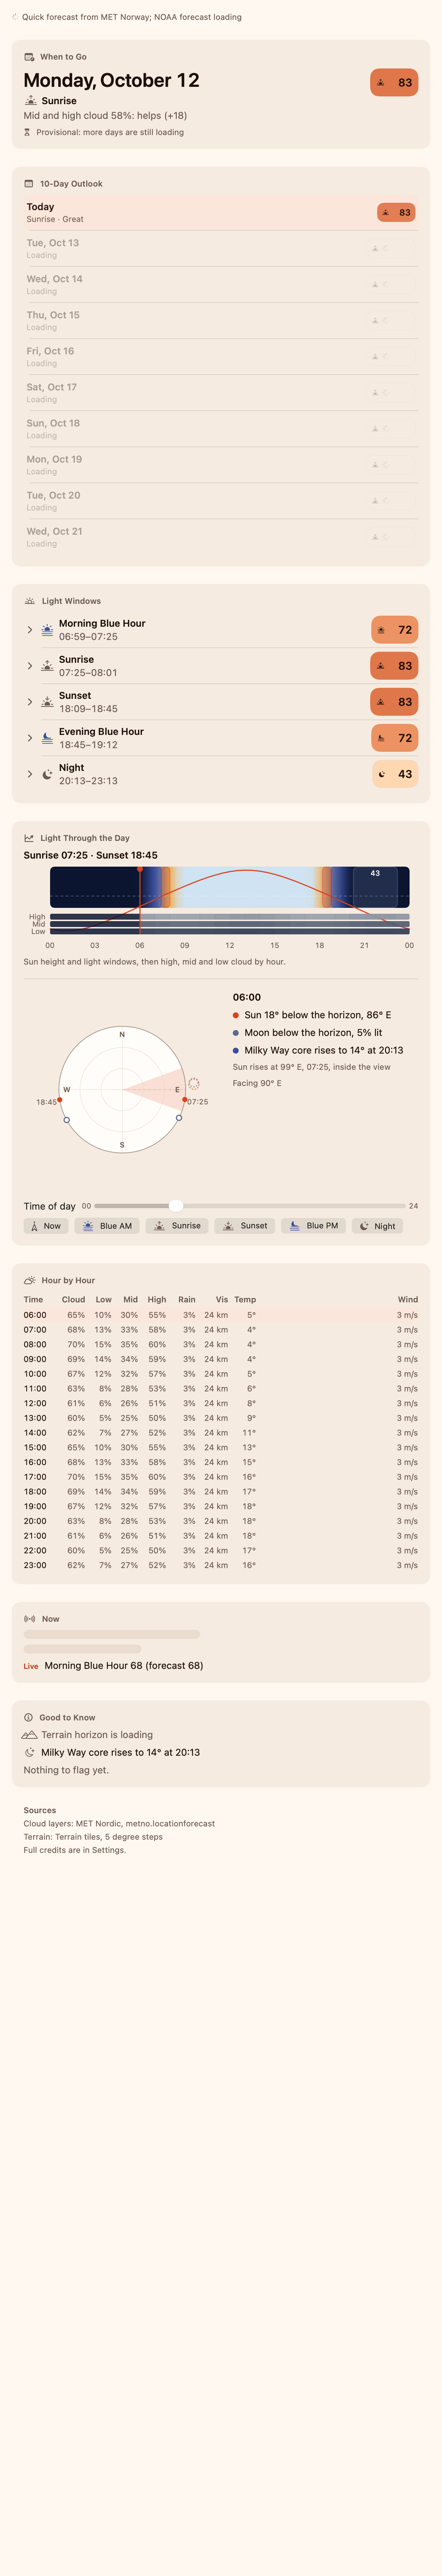 Quick forecast from MET Norway; NOAA forecast loading
When to Go
Monday, October 12
83
Sunrise
Mid and high cloud 58%: helps (+18)
Provisional: more days are still loading
10-Day Outlook
Today
Sunrise · Great
83
Tue, Oct 13
Loading
Wed, Oct 14
Loading
Thu, Oct 15
Loading
Fri, Oct 16
Loading
Sat, Oct 17
Loading
Sun, Oct 18
Loading
Mon, Oct 19
Loading
Tue, Oct 20
Loading
Wed, Oct 21
Loading
Light Windows
Morning Blue Hour
06:59–07:25
72
Sunrise
07:25–08:01
83
Sunset
18:09–18:45
83
Evening Blue Hour
18:45–19:12
72
Night
20:13–23:13
43
Light Through the Day
Sunrise 07:25 · Sunset 18:45
43
High
Mid
Low
00 03 06 09 12 15 18 21 00
Sun height and light windows, then high, mid and low cloud by hour.
06:00
Sun 18° below the horizon, 86° E
Moon below the horizon, 5% lit
Milky Way core rises to 14° at 20:13
Sun rises at 99° E, 07:25, inside the view
Facing 90° E
N
W E
18:45 07:25
S
Time of day 00 24
Now Blue AM Sunrise Sunset Blue PM Night
Hour by Hour
Time Cloud Low Mid High Rain Vis Temp Wind
06:00 65% 10% 30% 55% 3% 24 km 5° 3 m/s
07:00 68% 13% 33% 58% 3% 24 km 4° 3 m/s
08:00 70% 15% 35% 60% 3% 24 km 4° 3 m/s
09:00 69% 14% 34% 59% 3% 24 km 4° 3 m/s
10:00 67% 12% 32% 57% 3% 24 km 5° 3 m/s
11:00 63% 8% 28% 53% 3% 24 km 6° 3 m/s
12:00 61% 6% 26% 51% 3% 24 km 8° 3 m/s
13:00 60% 5% 25% 50% 3% 24 km 9° 3 m/s
14:00 62% 7% 27% 52% 3% 24 km 11° 3 m/s
15:00 65% 10% 30% 55% 3% 24 km 13° 3 m/s
16:00 68% 13% 33% 58% 3% 24 km 15° 3 m/s
17:00 70% 15% 35% 60% 3% 24 km 16° 3 m/s
18:00 69% 14% 34% 59% 3% 24 km 17° 3 m/s
19:00 67% 12% 32% 57% 3% 24 km 18° 3 m/s
20:00 63% 8% 28% 53% 3% 24 km 18° 3 m/s
21:00 61% 6% 26% 51% 3% 24 km 18° 3 m/s
22:00 60% 5% 25% 50% 3% 24 km 17° 3 m/s
23:00 62% 7% 27% 52% 3% 24 km 16° 3 m/s
Now
Live Morning Blue Hour 68 (forecast 68)
Good to Know
Terrain horizon is loading
Milky Way core rises to 14° at 20:13
Nothing to flag yet.
Sources
Cloud layers: MET Nordic, metno.locationforecast
Terrain: Terrain tiles, 5 degree steps
Full credits are in Settings.